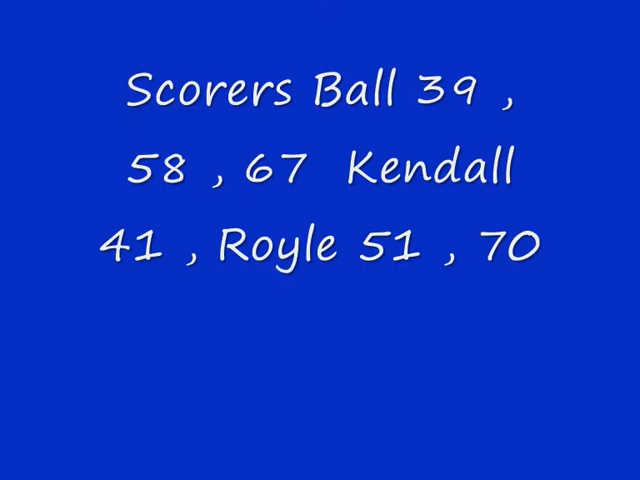 Scorers Ball 39 ,
58 , 67 Kendall
41 , Royle 51 , 70